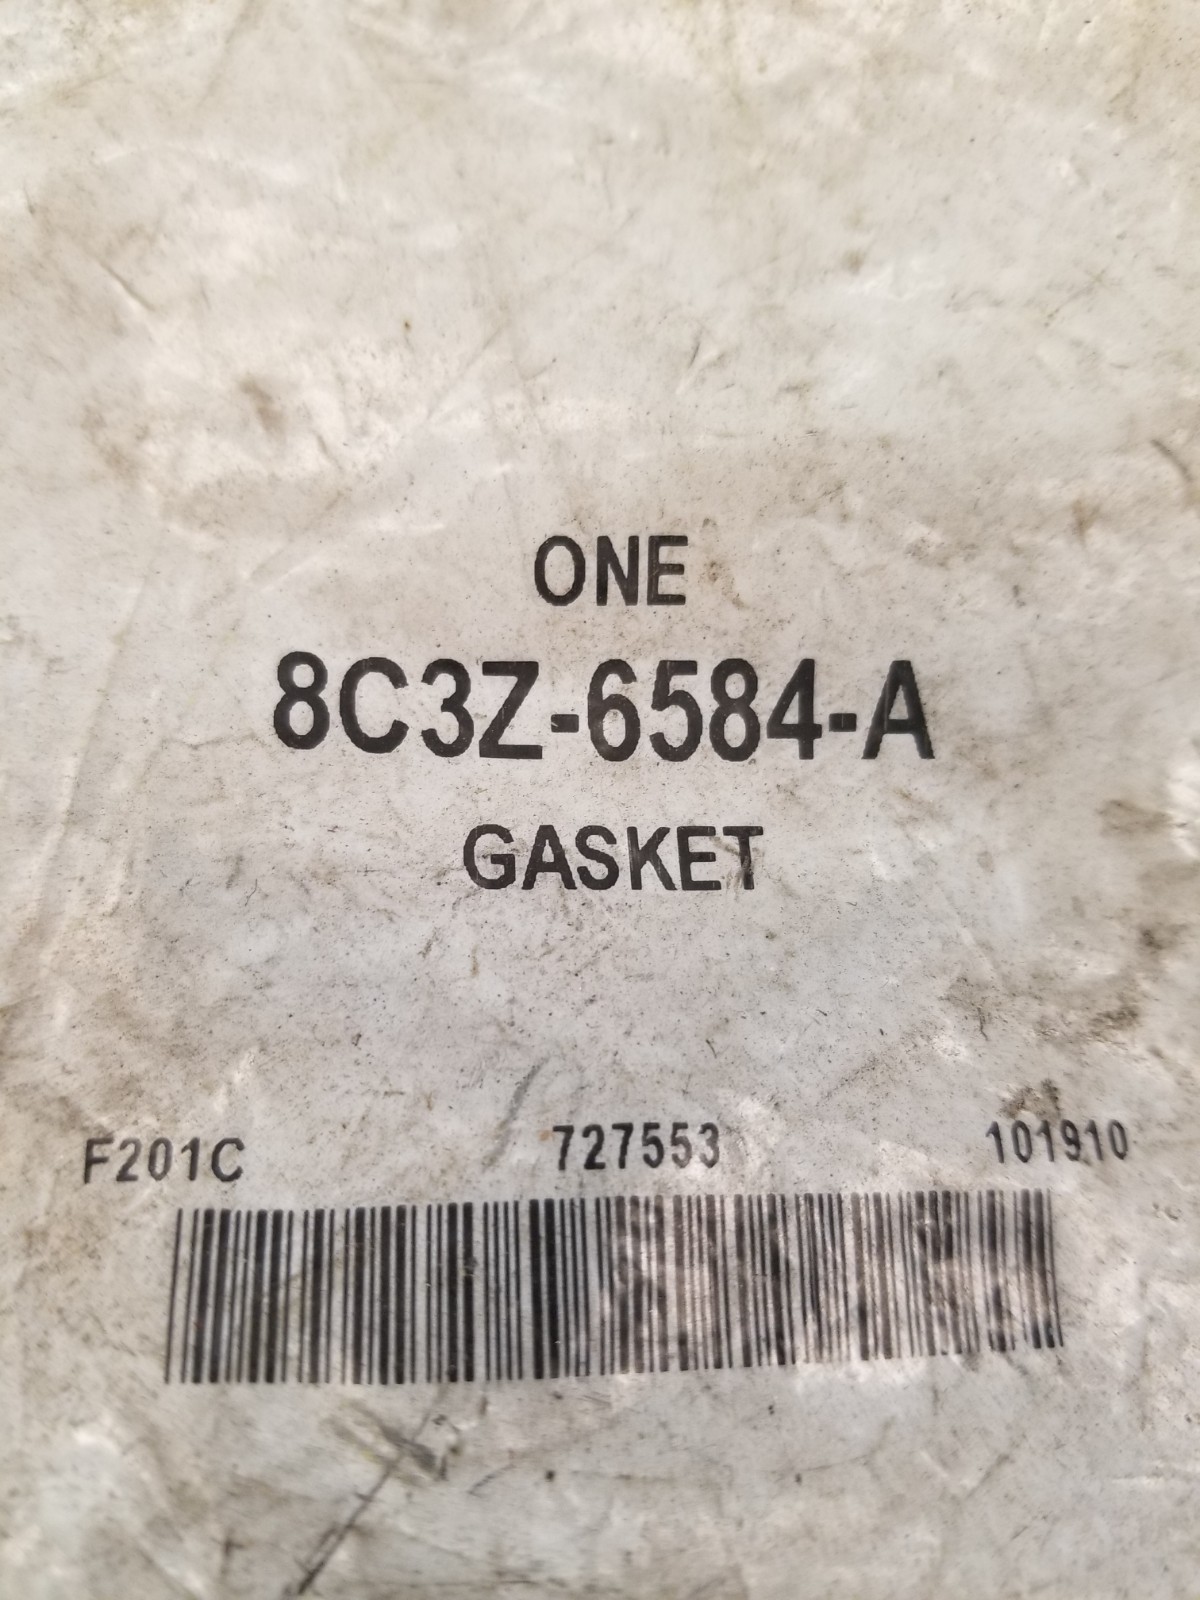 ONE
8C3Z-6584-A
GASKET
F201C 727553 101910